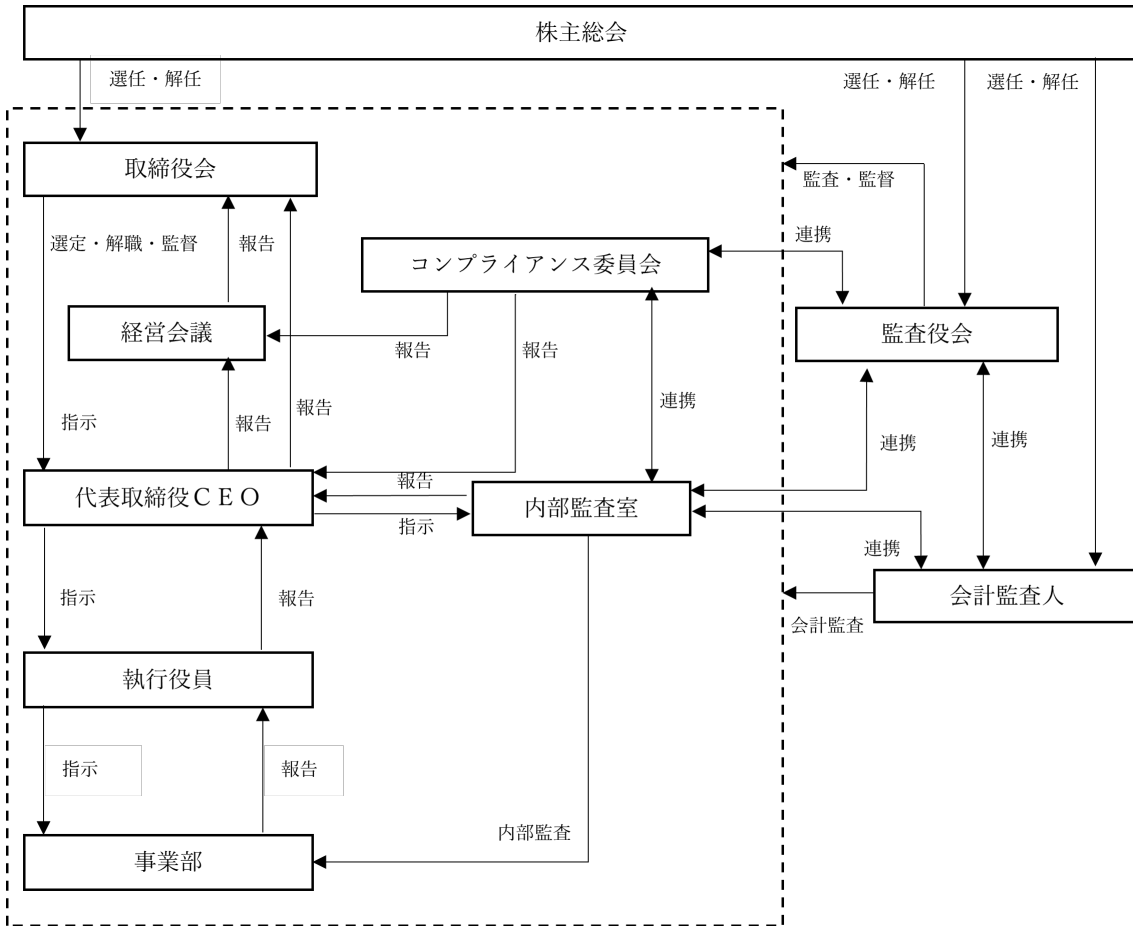 株主総会
選任・解任
選任・解任
選任・解任
取締役会
監査・監督
選定・解職・監督
報告
連携
コンプライアンス委員会
経営会議
監査役会
報告
報告
報告
指示
報告
連携
連携
連携
代表取締役ＣＥＯ
報告
内部監査室
指示
連携
指示
報告
会計監査人
会計監査
執行役員
指示
報告
内部監査
事業部